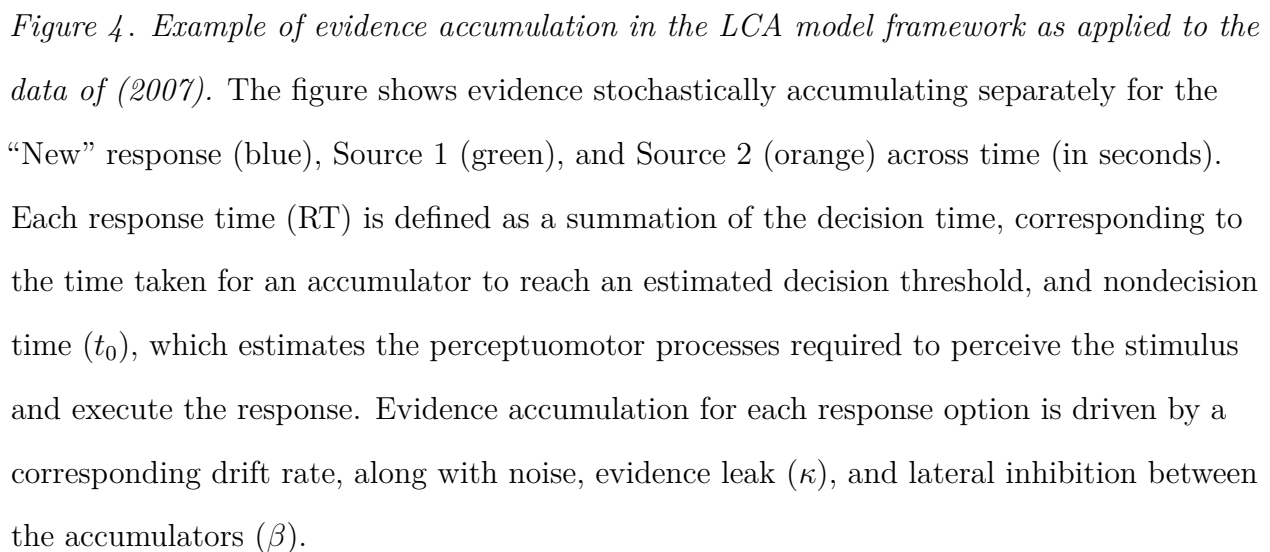 Figure 4. Example of evidence accumulation in the LCA model framework as applied to the
data of (2007). The figure shows evidence stochastically accumulating separately for the
“New” response (blue), Source 1 (green), and Source 2 (orange) across time (in seconds).
Each response time (RT) is defined as a summation of the decision time, corresponding to
the time taken for an accumulator to reach an estimated decision threshold, and nondecision
time (t₀), which estimates the perceptuomotor processes required to perceive the stimulus
and execute the response. Evidence accumulation for each response option is driven by a
corresponding drift rate, along with noise, evidence leak (κ), and lateral inhibition between
the accumulators (β).